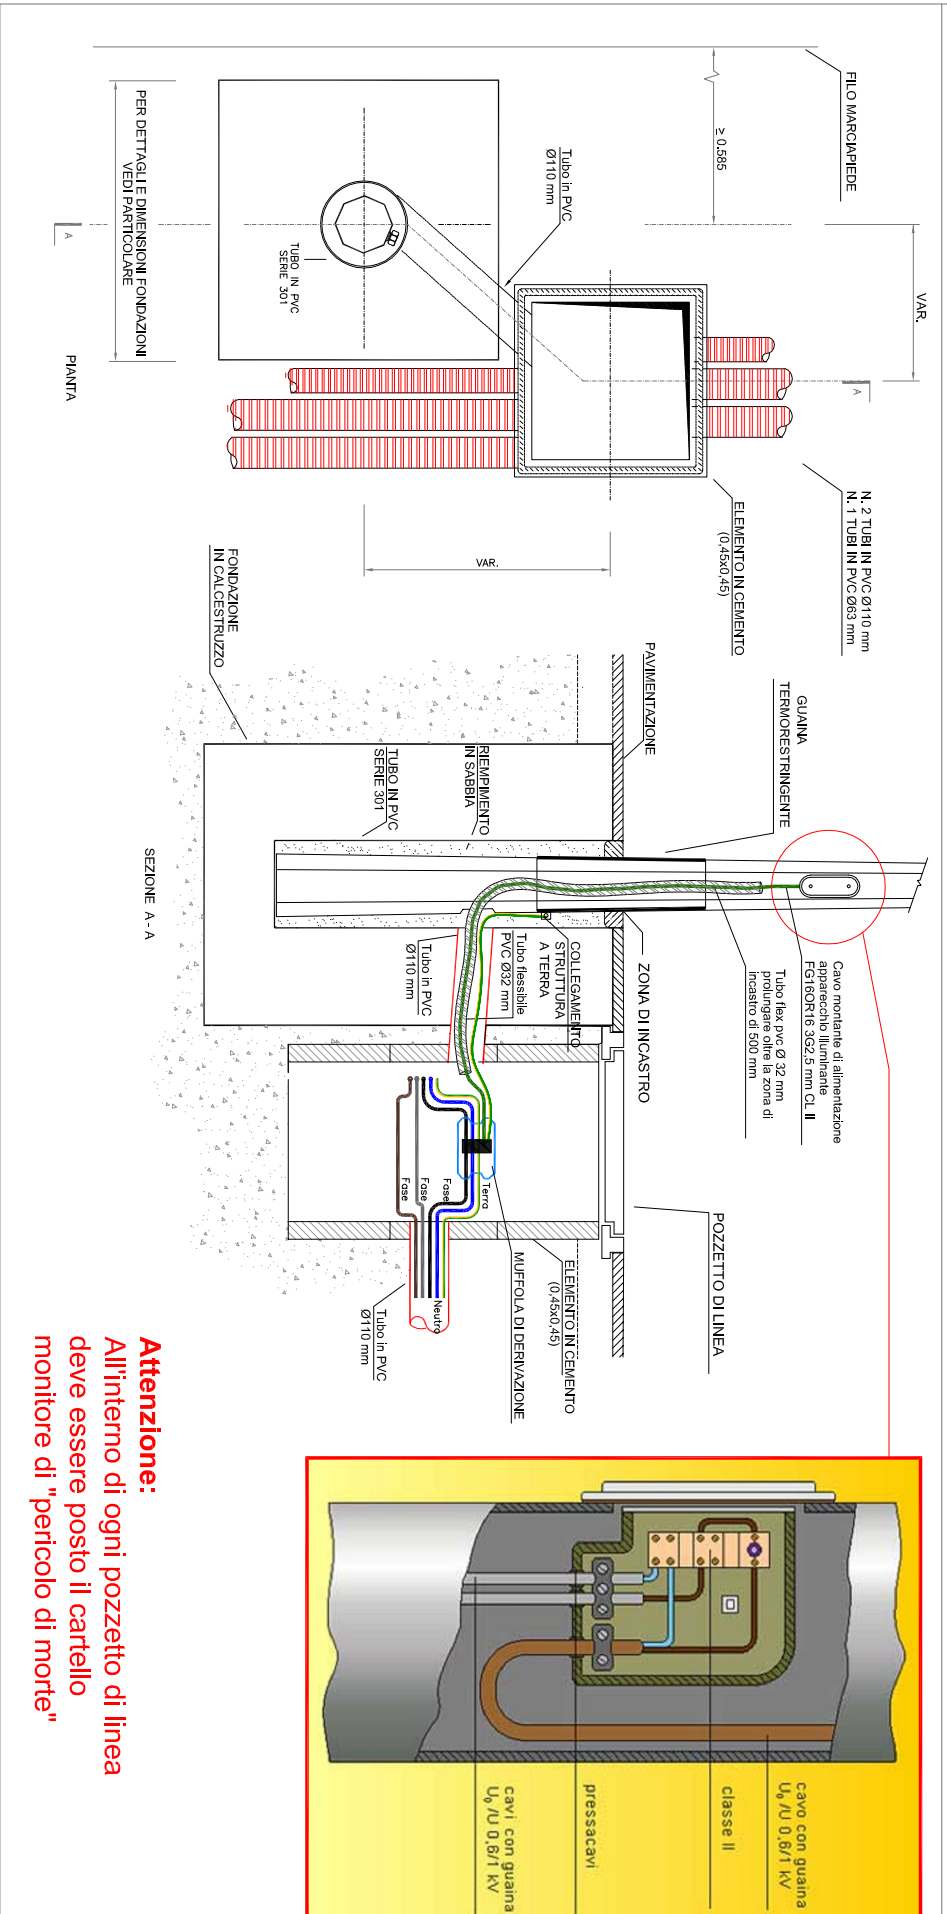 FILO MARCIAPIEDE
≥ 0.585
VAR.
Tubo in PVC
Ø110 mm
TUBO IN PVC
SERIE 301
PER DETTAGLI E DIMENSIONI FONDAZIONI
VEDI PARTICOLARE
A
A
PIANTA
N. 2 TUBI IN PVC Ø110 mm
N. 1 TUBI IN PVC Ø63 mm
ELEMENTO IN CEMENTO
(0,45x0,45)
VAR.
FONDAZIONE
IN CALCESTRUZZO
PAVIMENTAZIONE
GUAINA
TERMORESTRINGENTE
RIEMPIMENTO
IN SABBIA
TUBO IN PVC
SERIE 301
SEZIONE A - A
Cavo montante di alimentazione
apparecchio illuminante
FG16OR16 3G2,5 mm CL II
Tubo flex pvc Ø 32 mm
prolungare oltre la zona di
incastro di 500 mm
ZONA DI INCASTRO
COLLEGAMENTO
STRUTTURA
A TERRA
Tubo flessibile
PVC Ø32 mm
Tubo in PVC
Ø110 mm
POZZETTO DI LINEA
Terra
Fase
Fase
Fase
Neutro
MUFFOLA DI DERIVAZIONE
ELEMENTO IN CEMENTO
(0,45x0,45)
Tubo in PVC
Ø110 mm
cavo con guaina
U₀ /U 0,6/1 kV
classe II
pressacavi
cavi con guaina
U₀ /U 0,6/1 kV
Attenzione:
All'interno di ogni pozzetto di linea
deve essere posto il cartello
monitore di "pericolo di morte"